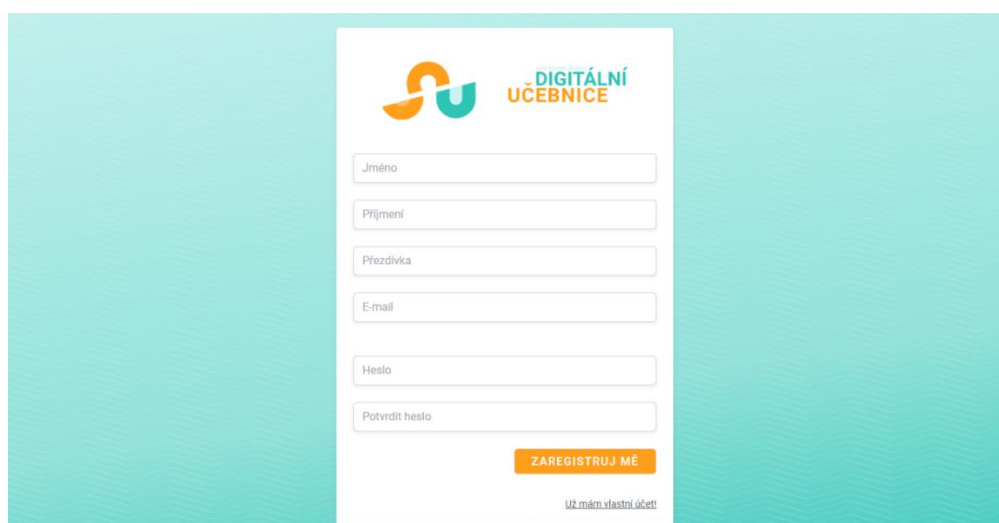 DIGITÁLNÍ
UČEBNICE
Jméno
Příjmení
Přezdívka
E-mail
Heslo
Potvrdit heslo
ZAREGISTRUJ MĚ
Už mám vlastní účet!